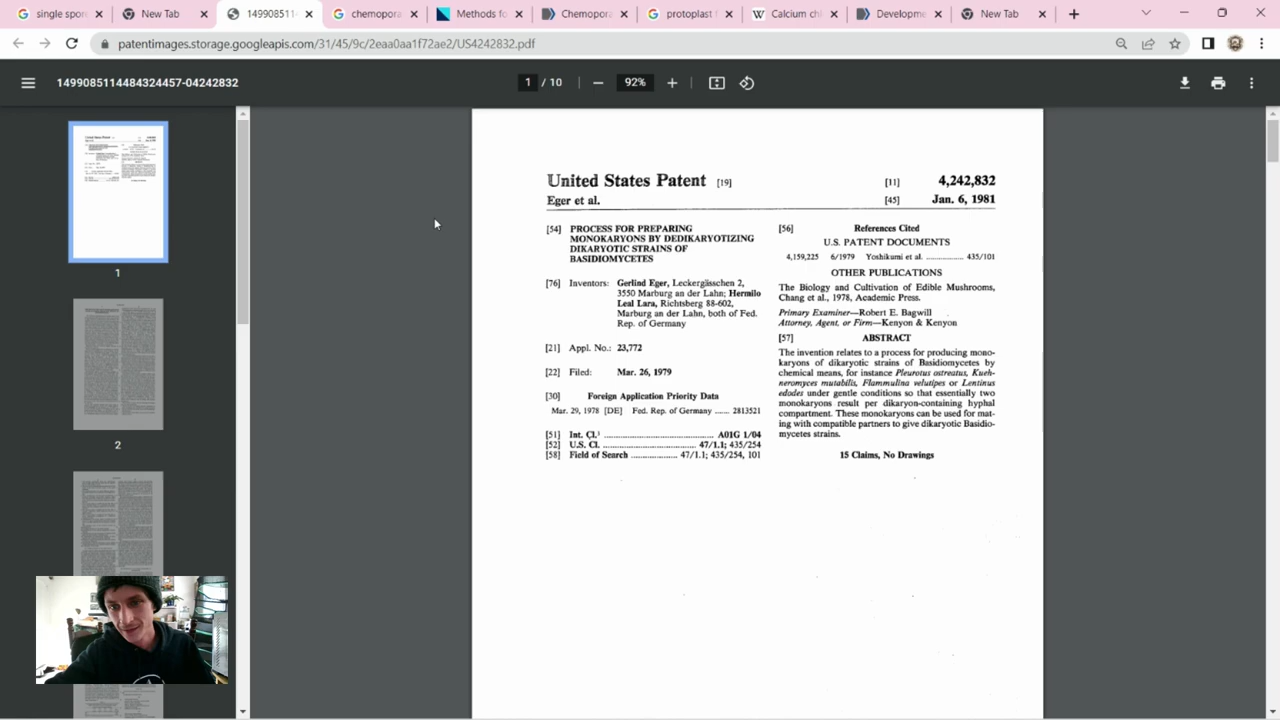 single spo
New Tab
14990851
chemopora
Methods fo
Chemopora
protoplast f
Calcium ch
Developme
New Tab
patentimages.storage.googleapis.com/31/45/9c/2eaa0aa1f72ae2/US4242832.pdf
1499085114484324457-04242832
1 / 10
92%
1
2
United States Patent [19]
Eger et al.
[11] 4,242,832
[45] Jan. 6, 1981
[54] PROCESS FOR PREPARING
MONOKARYONS BY DEDIKARYOTIZING
DIKARYOTIC STRAINS OF
BASIDIOMYCETES
[76] Inventors: Gerlind Eger, Leckergässchen 2,
3550 Marburg an der Lahn; Hermilo
Leal Lara, Richtsberg 88-602,
Marburg an der Lahn, both of Fed.
Rep. of Germany
[21] Appl. No.: 23,772
[22] Filed: Mar. 26, 1979
[30] Foreign Application Priority Data
Mar. 29, 1978 [DE] Fed. Rep. of Germany ....... 2813521
[51] Int. Cl.³ ........................................ A01G 1/04
[52] U.S. Cl. ................................. 47/1.1; 435/254
[58] Field of Search .................... 47/1.1; 435/254, 101
[56] References Cited
U.S. PATENT DOCUMENTS
4,159,225 6/1979 Yoshikumi et al. .................. 435/101
OTHER PUBLICATIONS
The Biology and Cultivation of Edible Mushrooms,
Chang et al., 1978, Academic Press.
Primary Examiner—Robert E. Bagwill
Attorney, Agent, or Firm—Kenyon & Kenyon
[57] ABSTRACT
The invention relates to a process for producing mono-
karyons of dikaryotic strains of Basidiomycetes by
chemical means, for instance Pleurotus ostreatus, Kueh-
neromyces mutabilis, Flammulina velutipes or Lentinus
edodes under gentle conditions so that essentially two
monokaryons result per dikaryon-containing hyphal
compartment. These monokaryons can be used for mat-
ing with compatible partners to give dikaryotic Basidio-
mycetes strains.
15 Claims, No Drawings